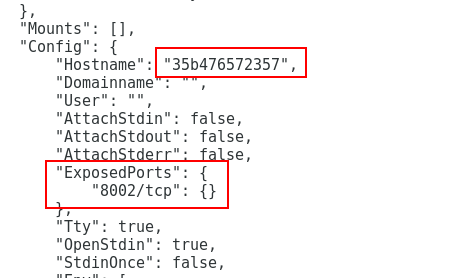 },
"Mounts": [],
"Config": {
"Hostname": "35b476572357",
"Domainname": "",
"User": "",
"AttachStdin": false,
"AttachStdout": false,
"AttachStderr": false,
"ExposedPorts": {
"8002/tcp": {}
},
"Tty": true,
"OpenStdin": true,
"StdinOnce": false,
"Env": [